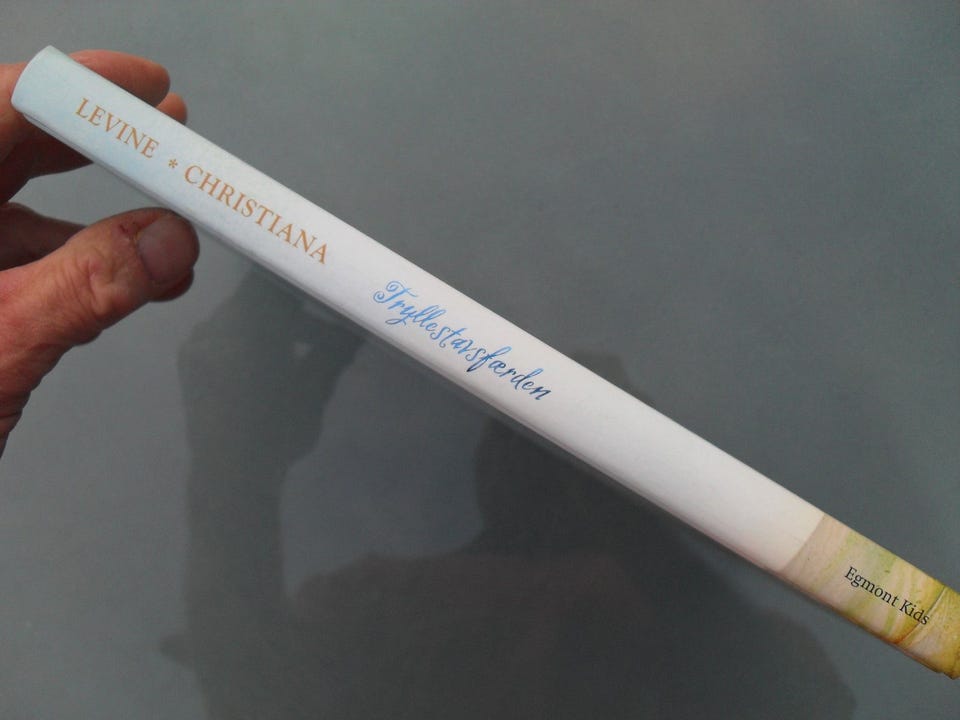 LEVINE * CHRISTIANA
Tryllestavsfærden
Egmont Kids